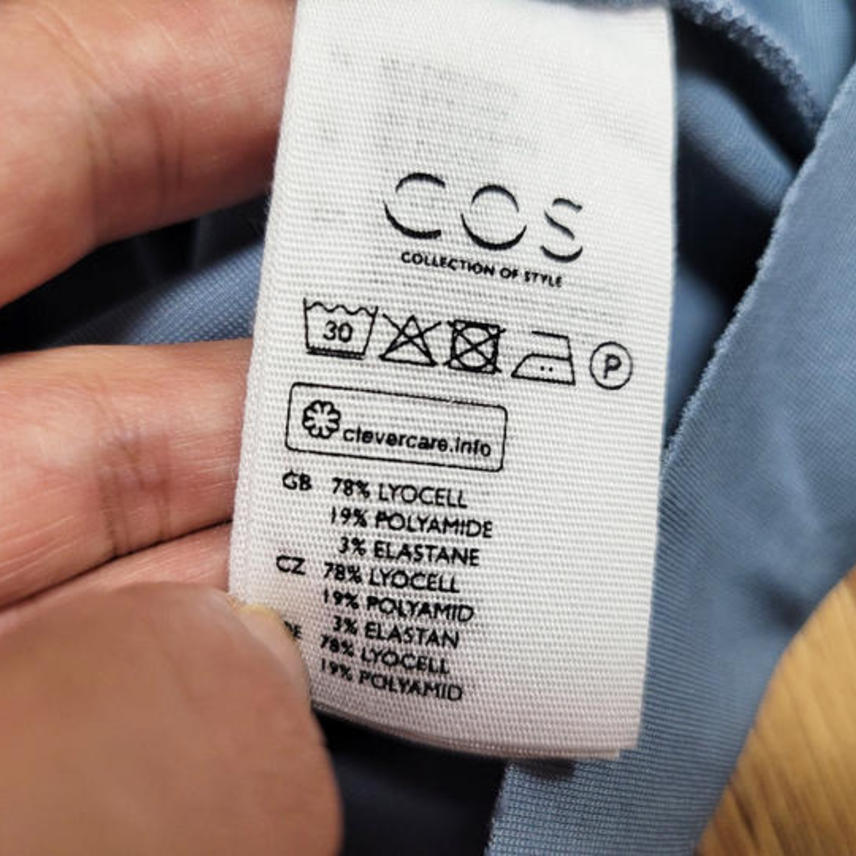 COS
COLLECTION OF STYLE
30
P
clevercare.info
GB 78% LYOCELL
19% POLYAMIDE
3% ELASTANE
CZ 78% LYOCELL
19% POLYAMID
3% ELASTAN
DE 78% LYOCELL
19% POLYAMID